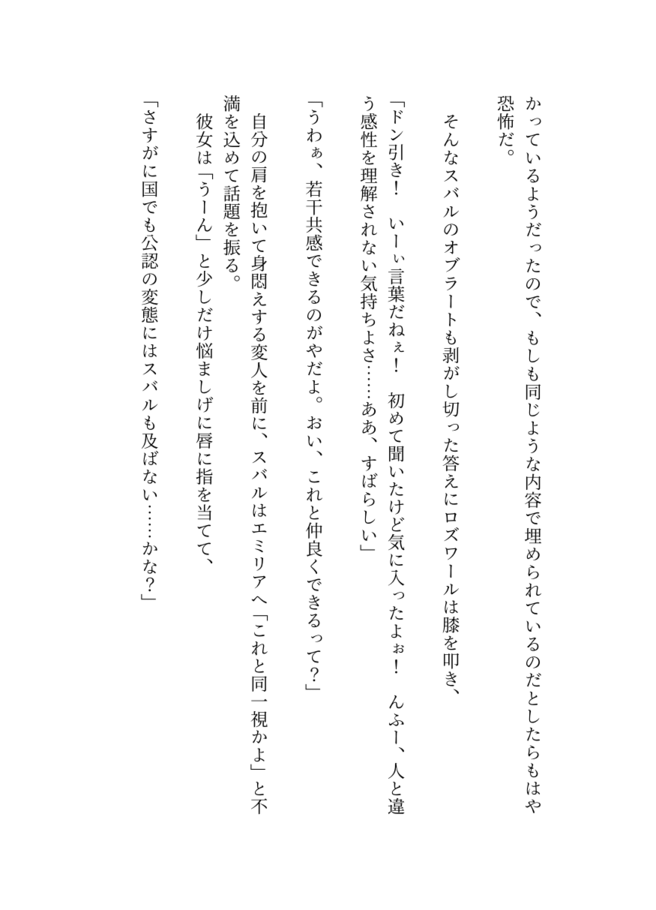 かっているようだったので、もしも同じような内容で埋められているのだとしたらもはや
恐怖だ。
そんなスバルのオブラートも剥がし切った答えにロズワールは膝を叩き、
「ドン引き！　いーぃ言葉だねぇ！　初めて聞いたけど気に入ったよぉ！　んふー、人と違
う感性を理解されない気持ちよさ……ああ、すばらしい」
「うわぁ、若干共感できるのがやだよ。おい、これと仲良くできるって？」
自分の肩を抱いて身悶えする変人を前に、スバルはエミリアへ「これと同一視かよ」と不
満を込めて話題を振る。
彼女は「うーん」と少しだけ悩ましげに唇に指を当てて、
「さすがに国でも公認の変態にはスバルも及ばない……かな？」